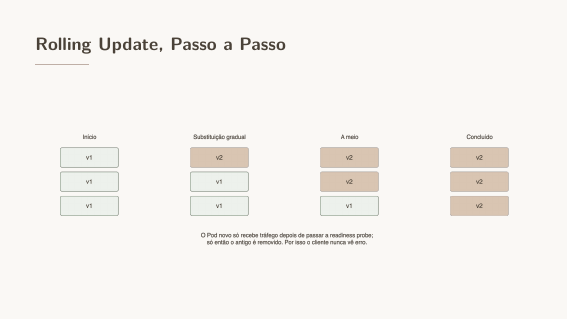 Rolling Update, Passo a Passo
Início
Substituição gradual
A meio
Concluído
v1
v2
v2
v2
v1
v1
v2
v2
v1
v1
v1
v2
O Pod novo só recebe tráfego depois de passar a readiness probe;
só então o antigo é removido. Por isso o cliente nunca vê erro.